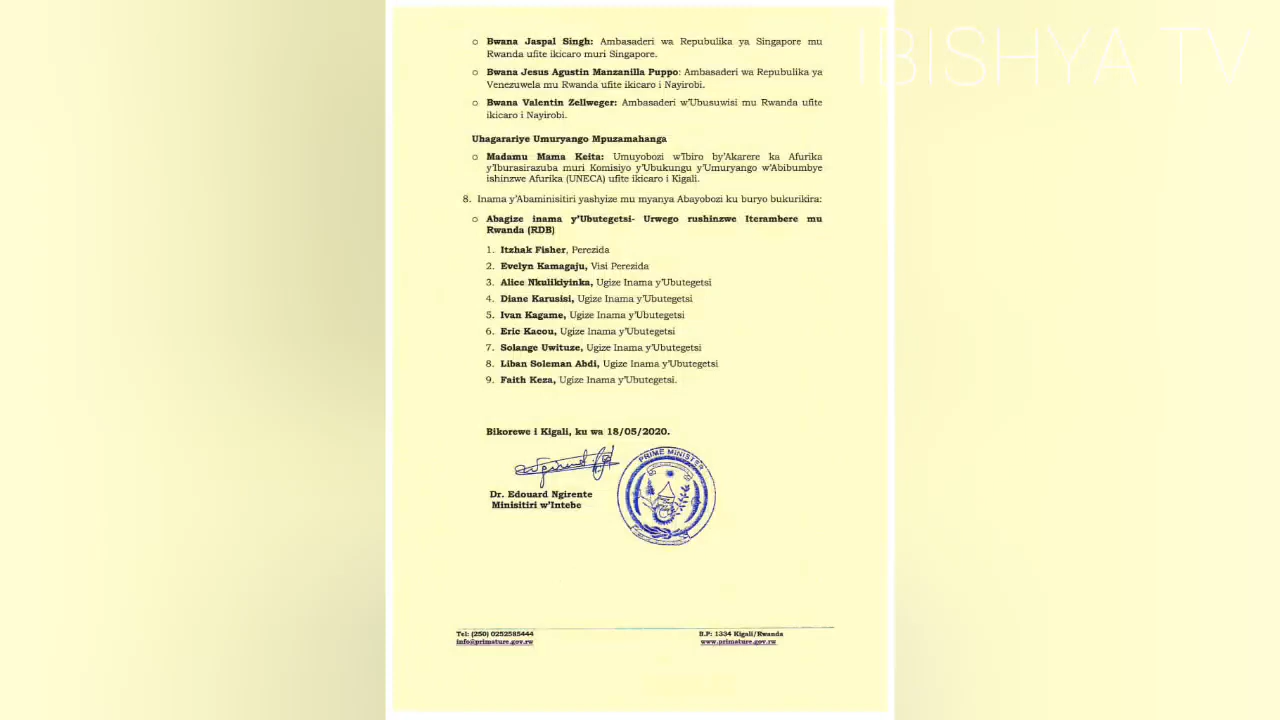 IBISHYA TV
o Bwana Jaspal Singh: Ambasaderi wa Repubulika ya Singapore mu
Rwanda ufite ikicaro muri Singapore.
o Bwana Jesus Agustin Manzanilla Puppo: Ambasaderi wa Repubulika ya
Venezuwela mu Rwanda ufite ikicaro i Nayirobi.
o Bwana Valentin Zellweger: Ambasaderi w'Ubusuwisi mu Rwanda ufite
ikicaro i Nayirobi.
Uhagarariye Umuryango Mpuzamahanga
o Madamu Mama Keita: Umuyobozi w'Ibiro by'Akarere ka Afurika
y'Iburasirazuba muri Komisiyo y'Ubukungu y'Umuryango w'Abibumbye
ishinzwe Afurika (UNECA) ufite ikicaro i Kigali.
8. Inama y'Abaminisitiri yashyize mu myanya Abayobozi ku buryo bukurikira:
o Abagize inama y'Ubutegetsi- Urwego rushinzwe Iterambere mu
Rwanda (RDB)
1. Itzhak Fisher, Perezida
2. Evelyn Kamagaju, Visi Perezida
3. Alice Nkulikiyinka, Ugize Inama y'Ubutegetsi
4. Diane Karusisi, Ugize Inama y'Ubutegetsi
5. Ivan Kagame, Ugize Inama y'Ubutegetsi
6. Eric Kacou, Ugize Inama y'Ubutegetsi
7. Solange Uwituze, Ugize Inama y'Ubutegetsi
8. Liban Soleman Abdi, Ugize Inama y'Ubutegetsi
9. Faith Keza, Ugize Inama y'Ubutegetsi.
Bikorewe i Kigali, ku wa 18/05/2020.
PRIME MINISTER
Dr. Edouard Ngirente
Minisitiri w'Intebe
Tel: (250) 0252585444
info@primature.gov.rw
B.P: 1334 Kigali/Rwanda
www.primature.gov.rw